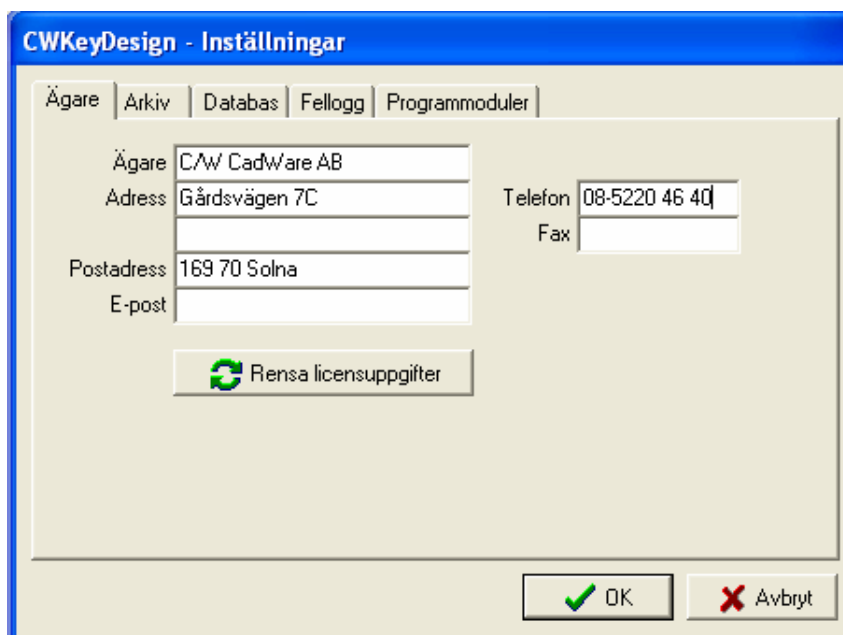 CWKeyDesign - Inställningar
Ägare Arkiv Databas Fellogg Programmoduler
Ägare C/W CadWare AB
Adress Gårdsvägen 7C Telefon 08-5220 46 40
Fax
Postadress 169 70 Solna
E-post
Rensa licensuppgifter
OK Avbryt